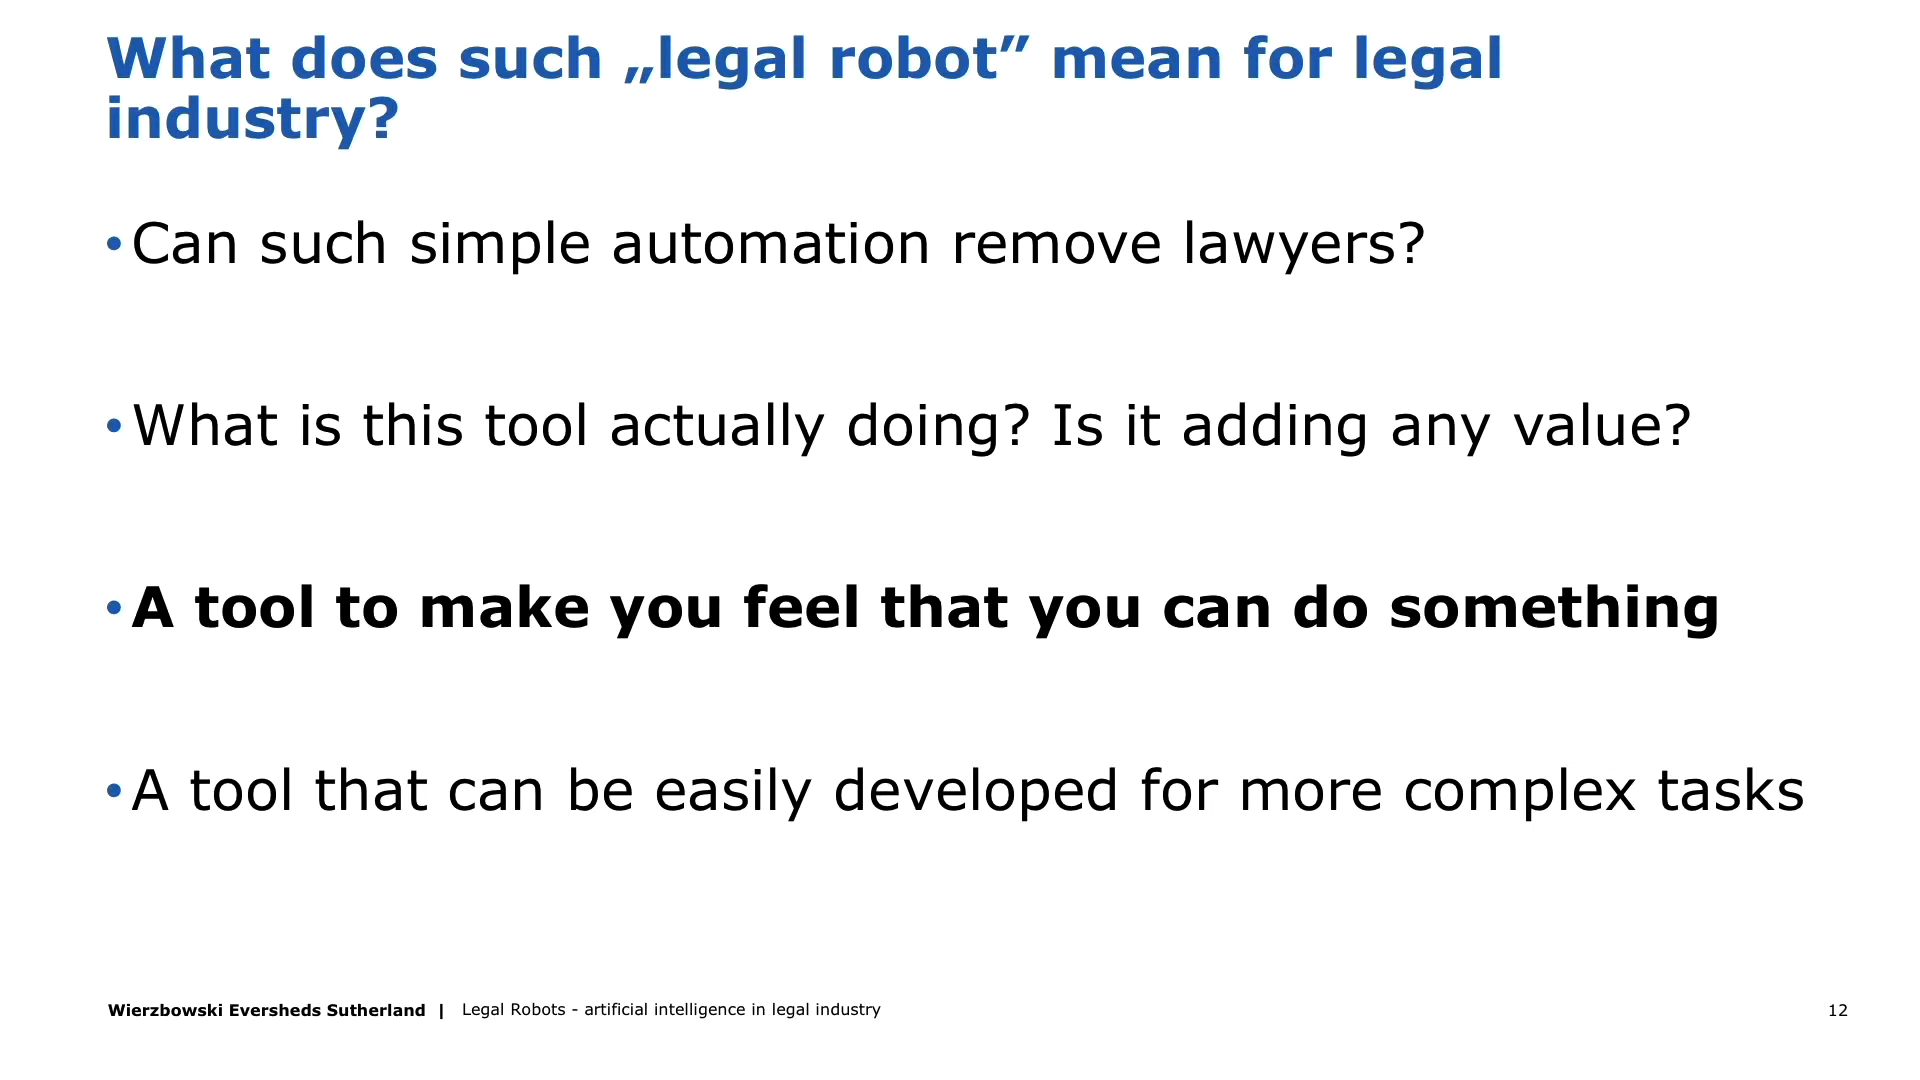 What does such „legal robot” mean for legal
industry?
• Can such simple automation remove lawyers?
• What is this tool actually doing? Is it adding any value?
• A tool to make you feel that you can do something
• A tool that can be easily developed for more complex tasks
Wierzbowski Eversheds Sutherland | Legal Robots - artificial intelligence in legal industry
12